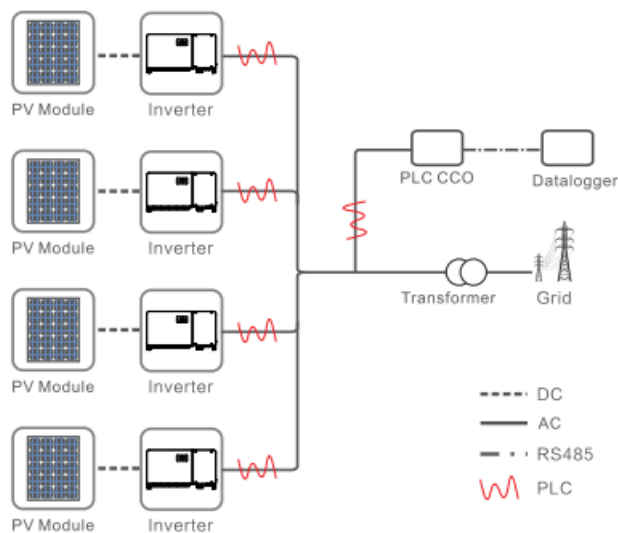 PV Module
Inverter
PLC CCO
Datalogger
PV Module
Inverter
Transformer
Grid
PV Module
Inverter
DC
AC
RS485
PLC
PV Module
Inverter